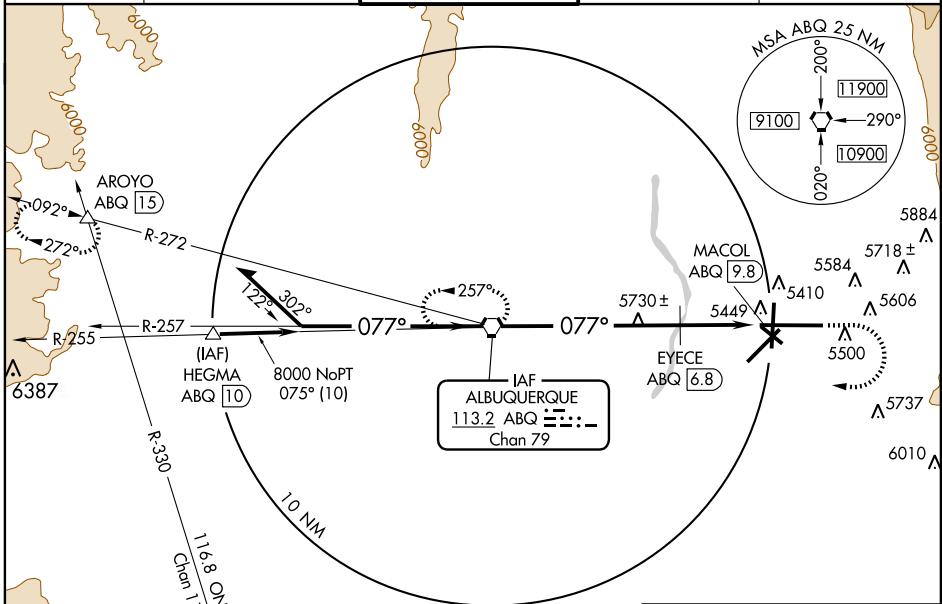 6000
6000
6000
6000
MSA ABQ 25 NM
200°
11900
9100
290°
10900
020°
AROYO
ABQ 15
092°
272°
R-272
5884
5718 ±
MACOL
ABQ 9.8
5584
5410
5606
5449
5730 ±
257°
302°
122°
R-257
077°
077°
R-255
5500
(IAF)
HEGMA
ABQ 10
8000 NoPT
075° (10)
EYECE
ABQ 6.8
6387
IAF
ALBUQUERQUE
113.2 ABQ
Chan 79
5737
6010
R-330
10 NM
116.8
Chan